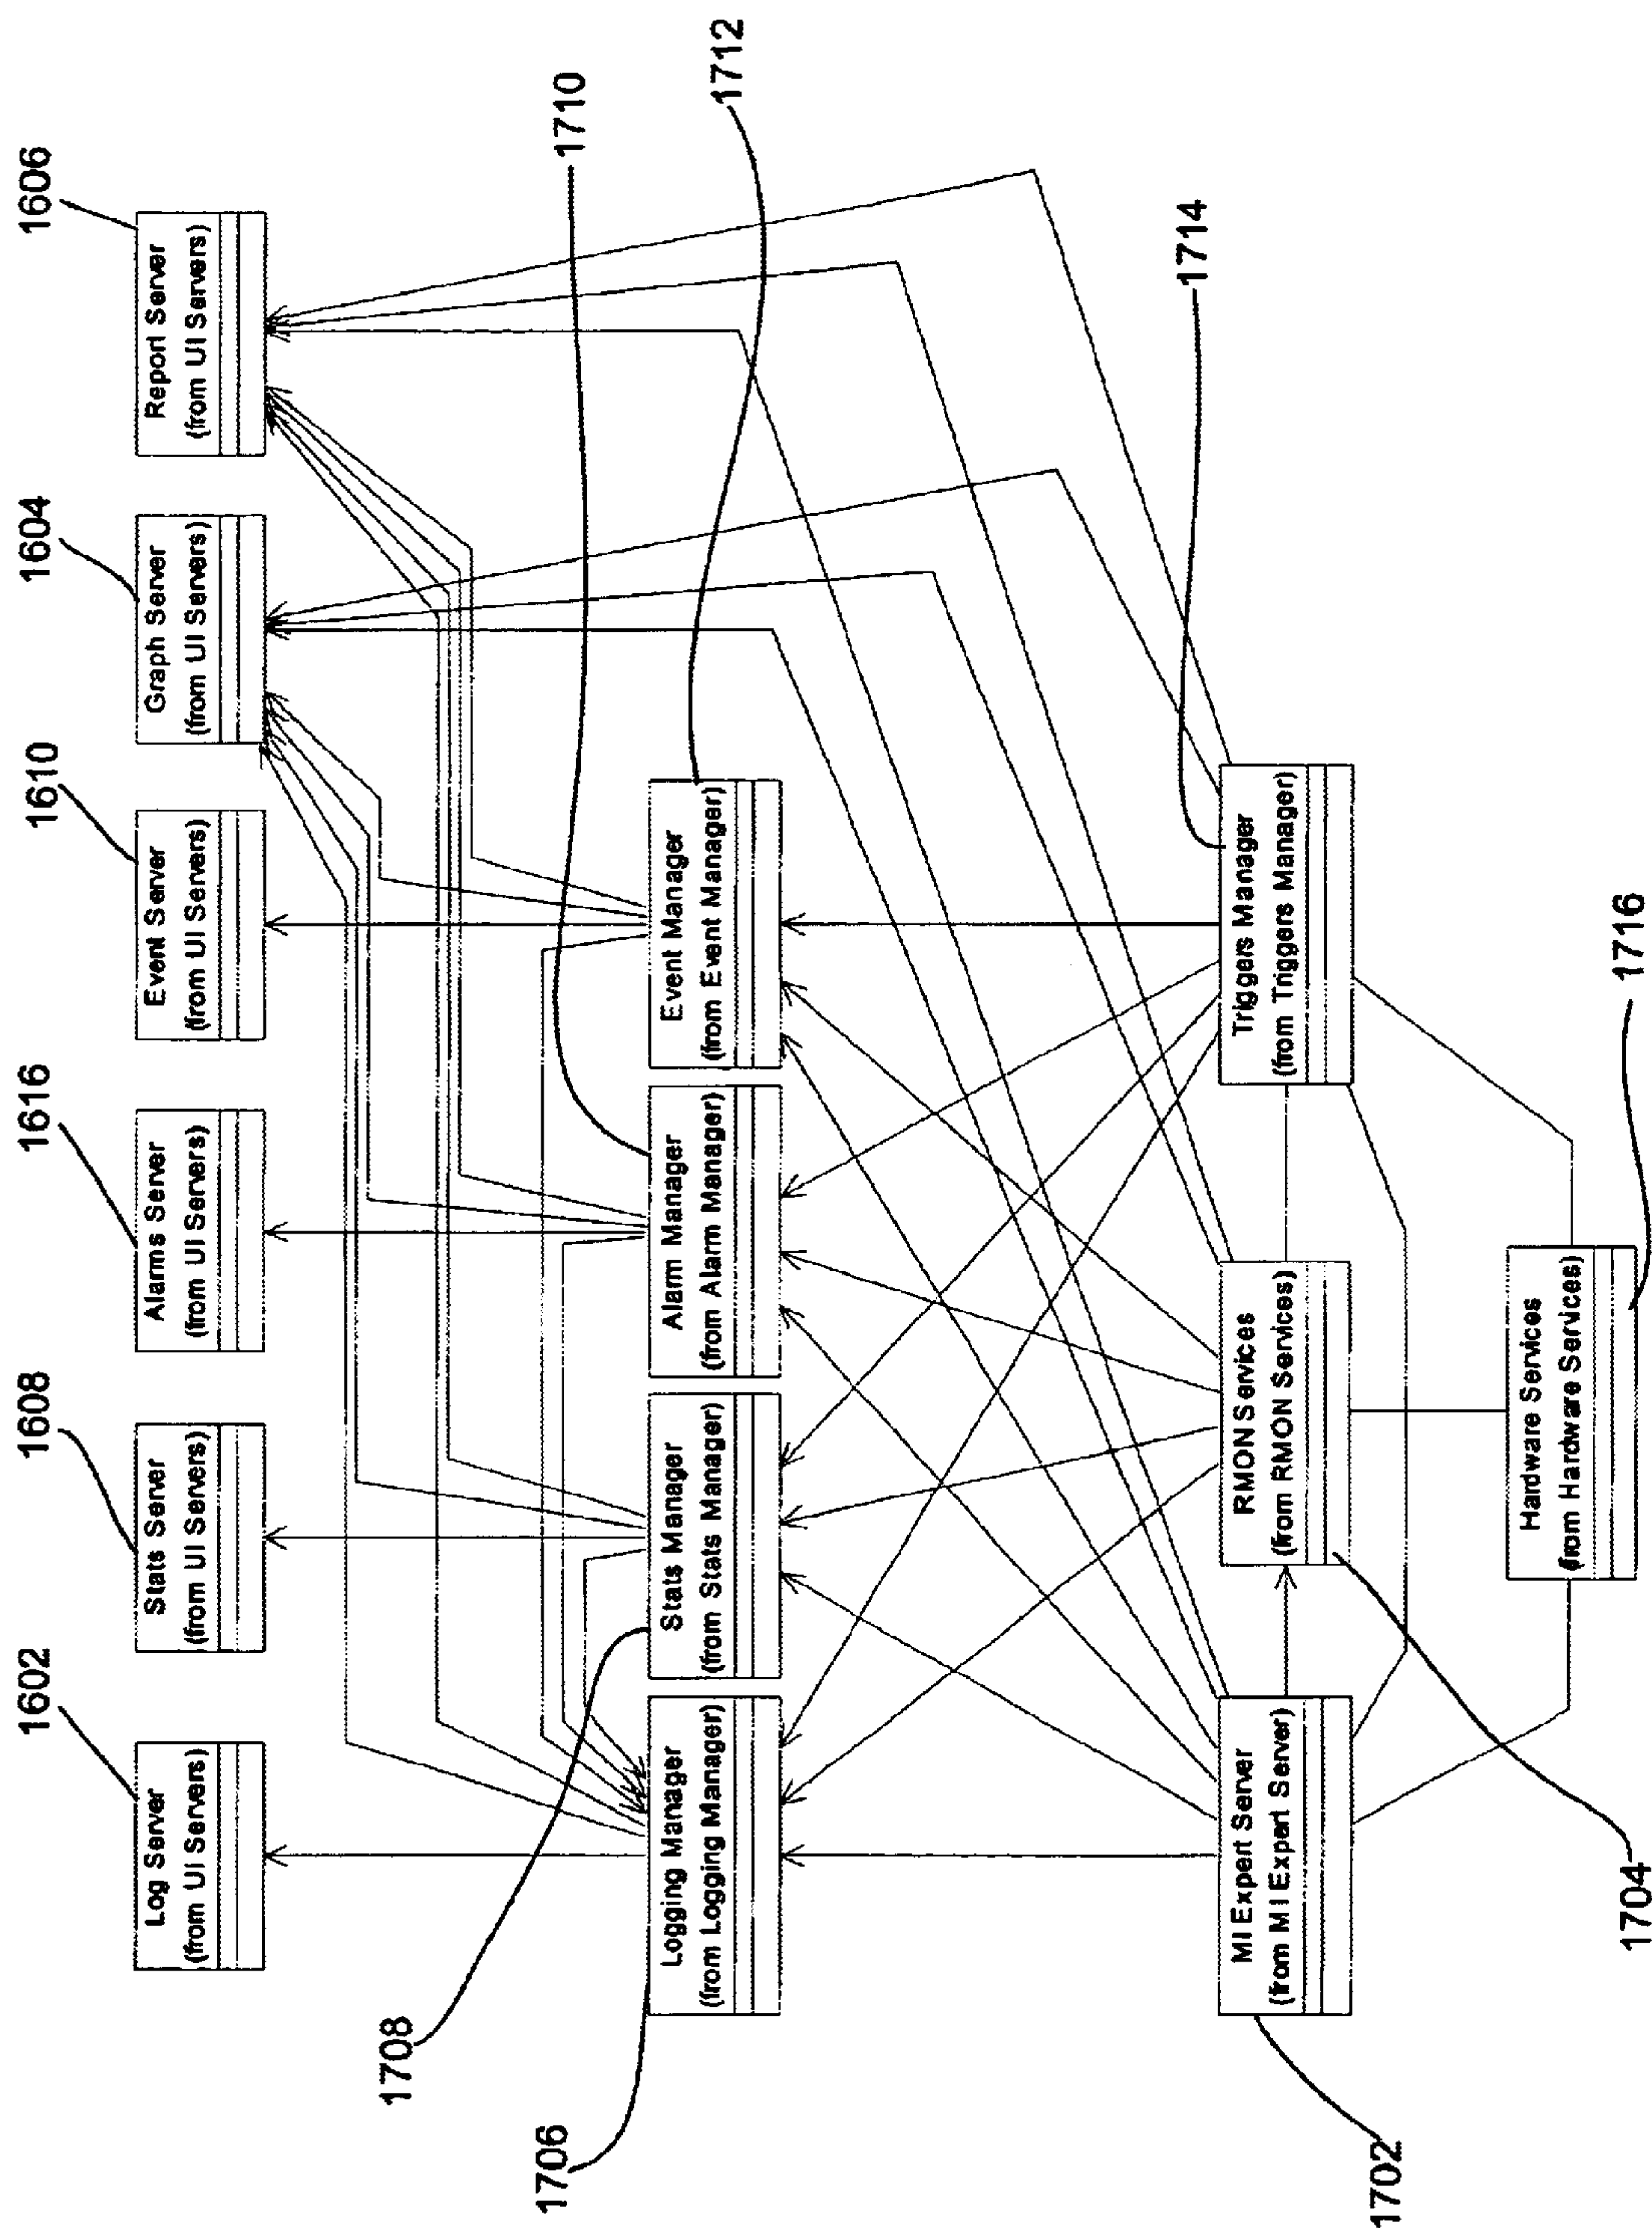 1602
1608
1616
1610
1604
1606
Log Server
(from UI Servers)
Stats Server
(from UI Servers)
Alarms Server
(from UI Servers)
Event Server
(from UI Servers)
Graph Server
(from UI Servers)
Report Server
(from UI Servers)
1708
1710
1706
1712
Logging Manager
(from Logging Manager)
Stats Manager
(from Stats Manager)
Alarm Manager
(from Alarm Manager)
Event Manager
(from Event Manager)
1714
MI Expert Server
(from MI Expert Server)
RMON Services
(from RMON Services)
Triggers Manager
(from Triggers Manager)
1702
Hardware Services
(from Hardware Services)
1704
1716